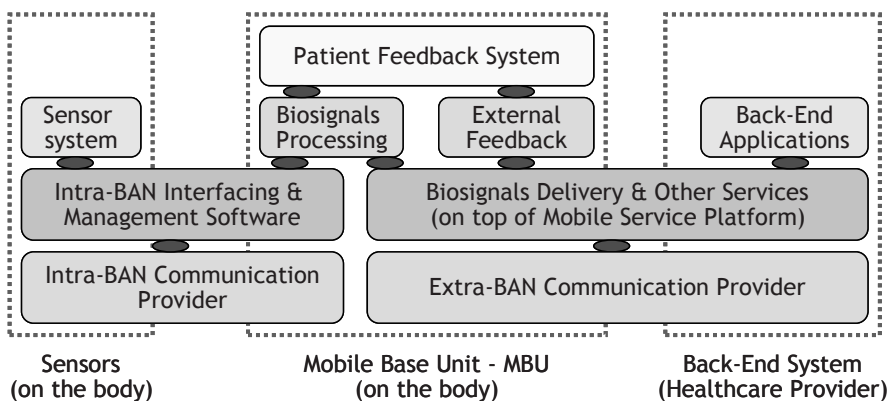 Patient Feedback System
Sensor
system
Biosignals
Processing
External
Feedback
Back-End
Applications
Intra-BAN Interfacing &
Management Software
Biosignals Delivery & Other Services
(on top of Mobile Service Platform)
Intra-BAN Communication
Provider
Extra-BAN Communication Provider
Sensors
(on the body)
Mobile Base Unit - MBU
(on the body)
Back-End System
(Healthcare Provider)